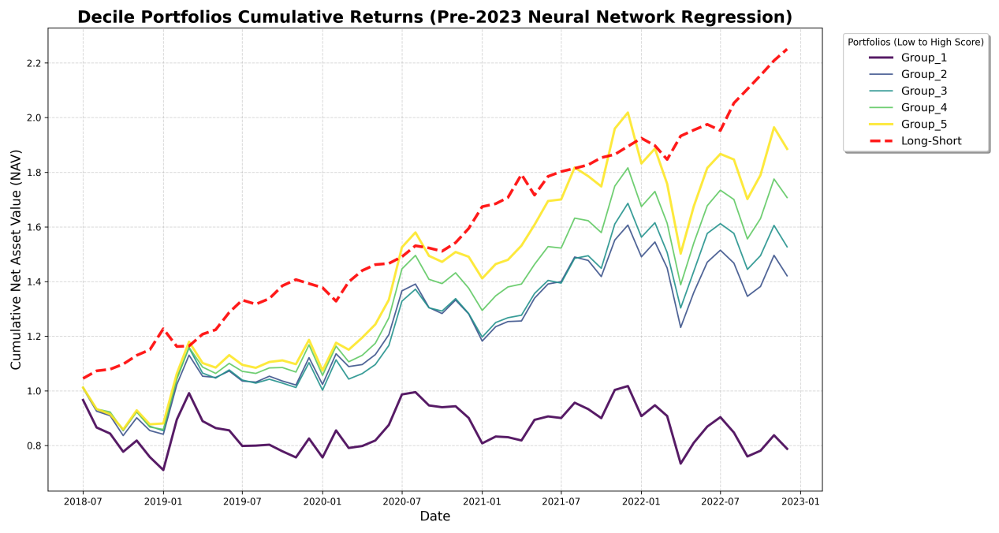 Decile Portfolios Cumulative Returns (Pre-2023 Neural Network Regression)
Cumulative Net Asset Value (NAV)
2.2
2.0
1.8
1.6
1.4
1.2
1.0
0.8
2018-07
2019-01
2019-07
2020-01
2020-07
2021-01
2021-07
2022-01
2022-07
2023-01
Date
Portfolios (Low to High Score)
Group_1
Group_2
Group_3
Group_4
Group_5
Long-Short